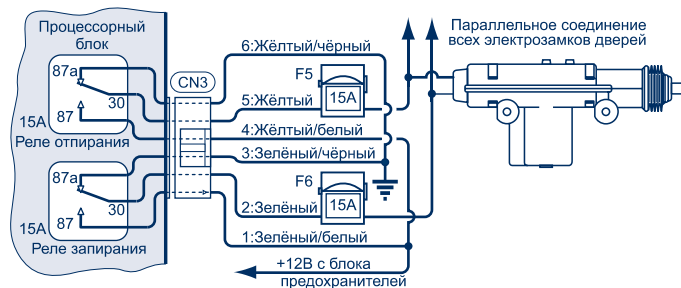 Процессорный
блок
87а
30
87
15А
Реле отпирания
87а
30
87
15А
Реле запирания
CN3
6:Жёлтый/чёрный
F5
15А
5:Жёлтый
4:Жёлтый/белый
3:Зелёный/чёрный
F6
15А
2:Зелёный
1:Зелёный/белый
+12В с блока
предохранителей
Параллельное соединение
всех электрозамков дверей